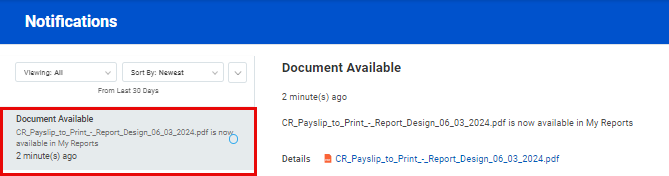 Notifications
Viewing: All
Sort By: Newest
From Last 30 Days
Document Available
CR_Payslip_to_Print_-_Report_Design_06_03_2024.pdf is now
available in My Reports
2 minute(s) ago
Document Available
2 minute(s) ago
CR_Payslip_to_Print_-_Report_Design_06_03_2024.pdf is now available in My Reports
Details CR_Payslip_to_Print_-_Report_Design_06_03_2024.pdf